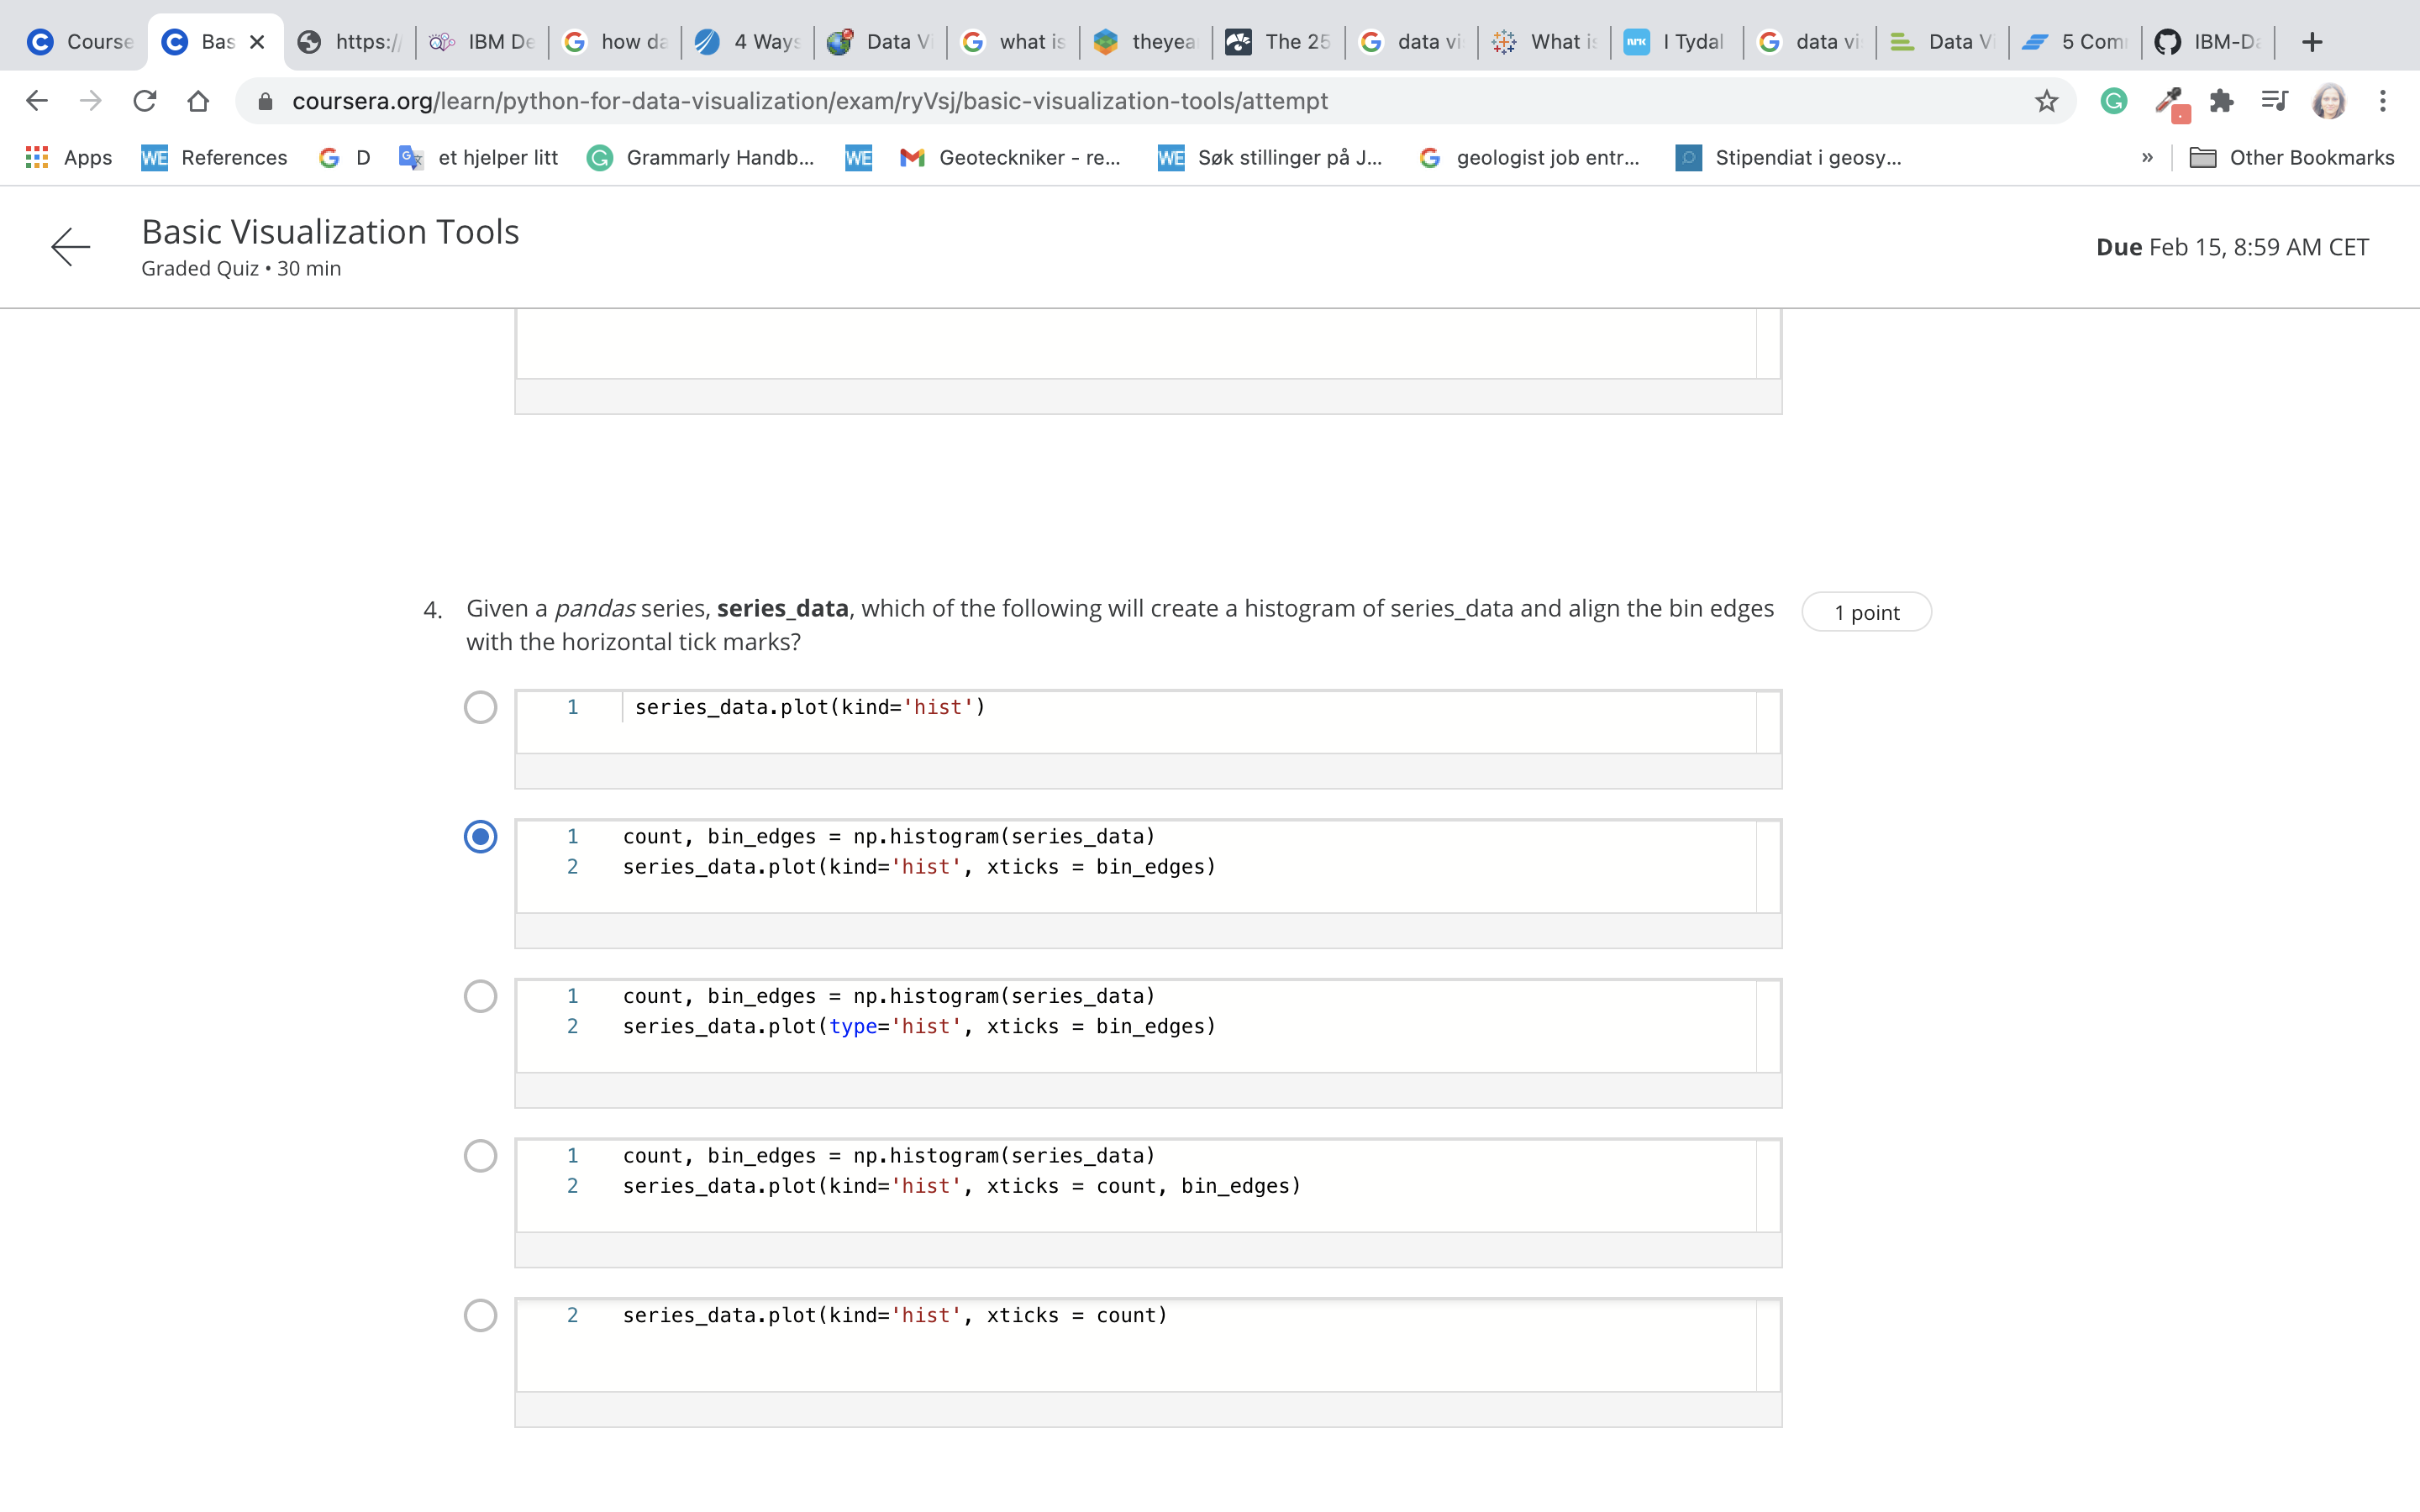 Course
Bas
https:/
IBM De
how da
4 Ways
Data Vi
what is
theyear
The 25
data vi
What is
nrk
I Tydal
data vi
Data Vi
5 Com
IBM-Da
coursera.org/learn/python-for-data-visualization/exam/ryVsj/basic-visualization-tools/attempt
Apps
WE References
D
et hjelper litt
Grammarly Handb...
WE
Geoteckniker - re...
WE Søk stillinger på J...
geologist job entr...
Stipendiat i geosy...
»
Other Bookmarks
Basic Visualization Tools
Graded Quiz • 30 min
Due Feb 15, 8:59 AM CET
4. Given a pandas series, series_data, which of the following will create a histogram of series_data and align the bin edges
with the horizontal tick marks?
1 point
1 series_data.plot(kind='hist')
1 count, bin_edges = np.histogram(series_data)
2 series_data.plot(kind='hist', xticks = bin_edges)
1 count, bin_edges = np.histogram(series_data)
2 series_data.plot(type='hist', xticks = bin_edges)
1 count, bin_edges = np.histogram(series_data)
2 series_data.plot(kind='hist', xticks = count, bin_edges)
2 series_data.plot(kind='hist', xticks = count)